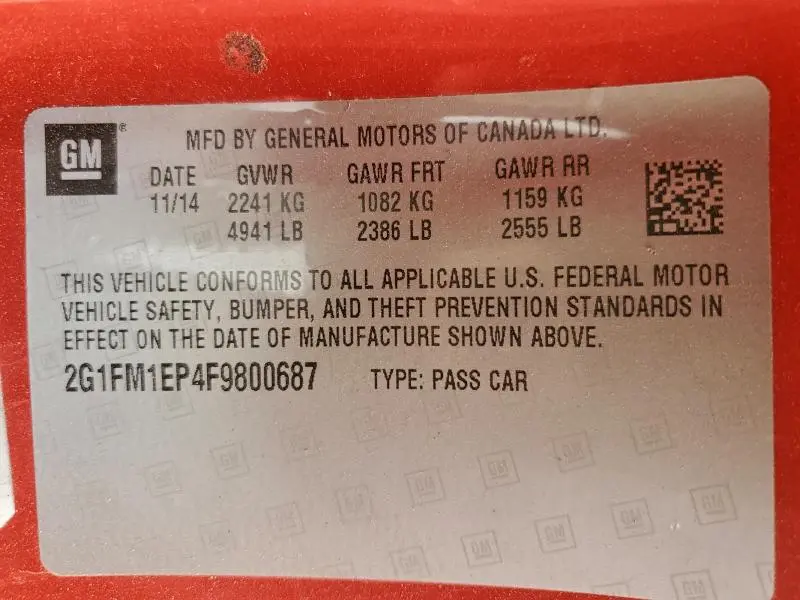 GM ® MFD BY GENERAL MOTORS OF CANADA LTD.
DATE GVWR GAWR FRT GAWR RR
11/14 2241 KG 1082 KG 1159 KG
4941 LB 2386 LB 2555 LB
THIS VEHICLE CONFORMS TO ALL APPLICABLE U.S. FEDERAL MOTOR
VEHICLE SAFETY, BUMPER, AND THEFT PREVENTION STANDARDS IN
EFFECT ON THE DATE OF MANUFACTURE SHOWN ABOVE.
2G1FM1EP4F9800687 TYPE: PASS CAR